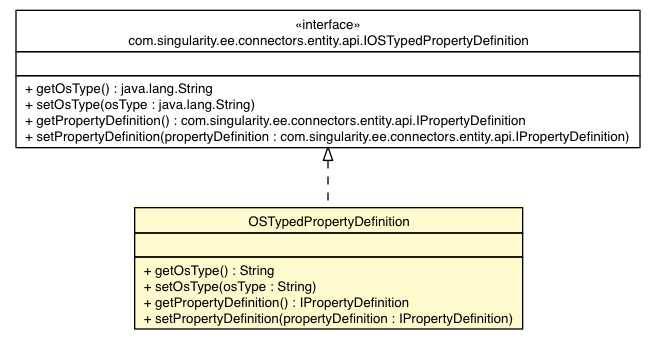 «interface»
com.singularity.ee.connectors.entity.api.IOSTypedPropertyDefinition
+ getOsType() : java.lang.String
+ setOsType(osType : java.lang.String)
+ getPropertyDefinition() : com.singularity.ee.connectors.entity.api.IPropertyDefinition
+ setPropertyDefinition(propertyDefinition : com.singularity.ee.connectors.entity.api.IPropertyDefinition)
OSTypedPropertyDefinition
+ getOsType() : String
+ setOsType(osType : String)
+ getPropertyDefinition() : IPropertyDefinition
+ setPropertyDefinition(propertyDefinition : IPropertyDefinition)